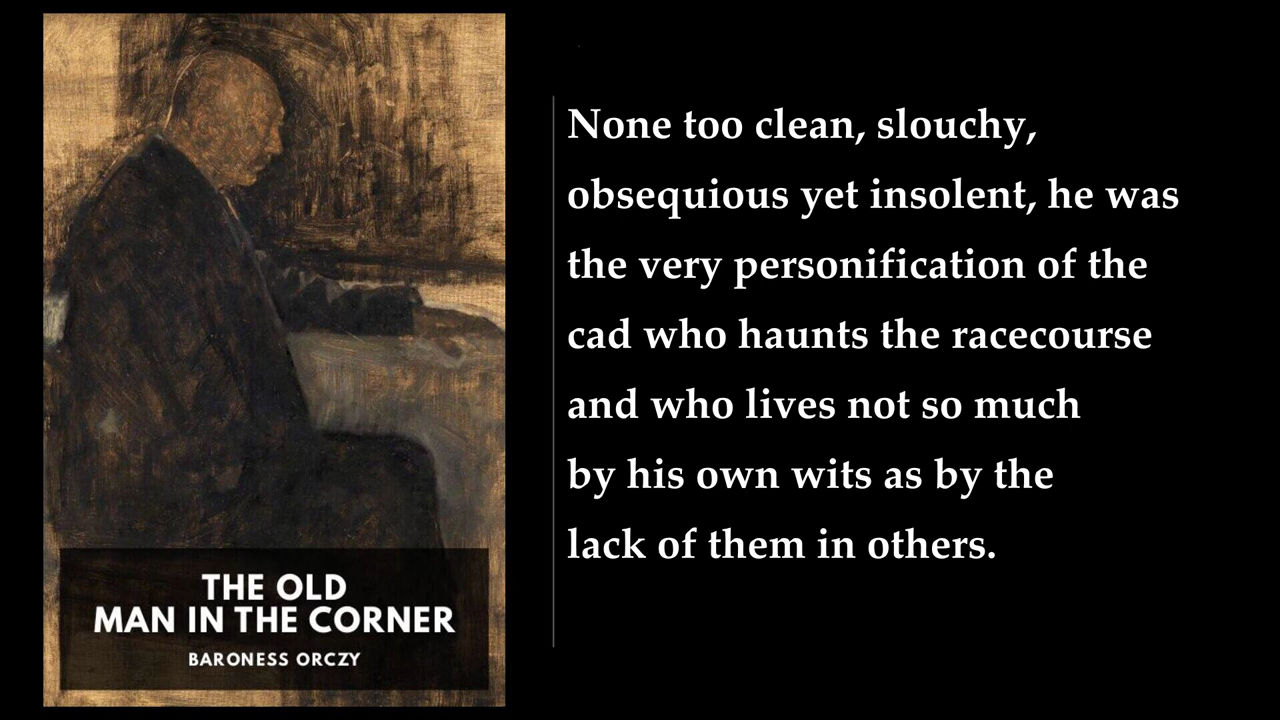 THE OLD
MAN IN THE CORNER
BARONESS ORCZY
None too clean, slouchy,
obsequious yet insolent, he was
the very personification of the
cad who haunts the racecourse
and who lives not so much
by his own wits as by the
lack of them in others.